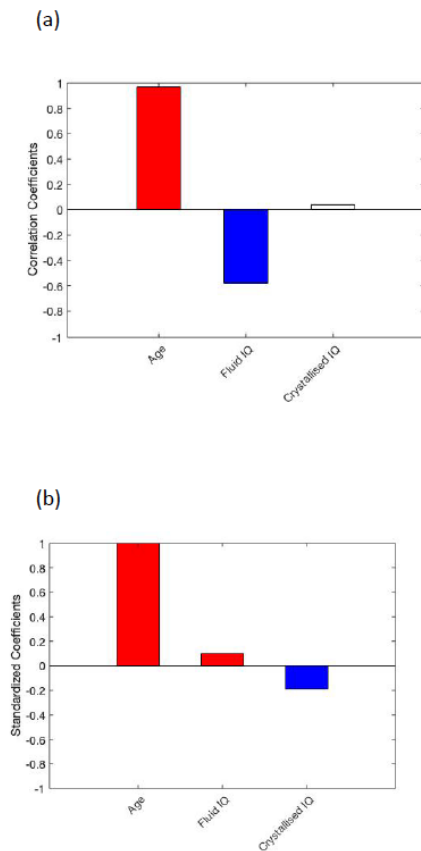 (a)
Correlation Coefficients
1
0.8
0.6
0.4
0.2
0
-0.2
-0.4
-0.6
-0.8
-1
Age
Fluid IQ
Crystallised IQ
(b)
Standardized Coefficients
1
0.8
0.6
0.4
0.2
0
-0.2
-0.4
-0.6
-0.8
-1
Age
Fluid IQ
Crystallised IQ